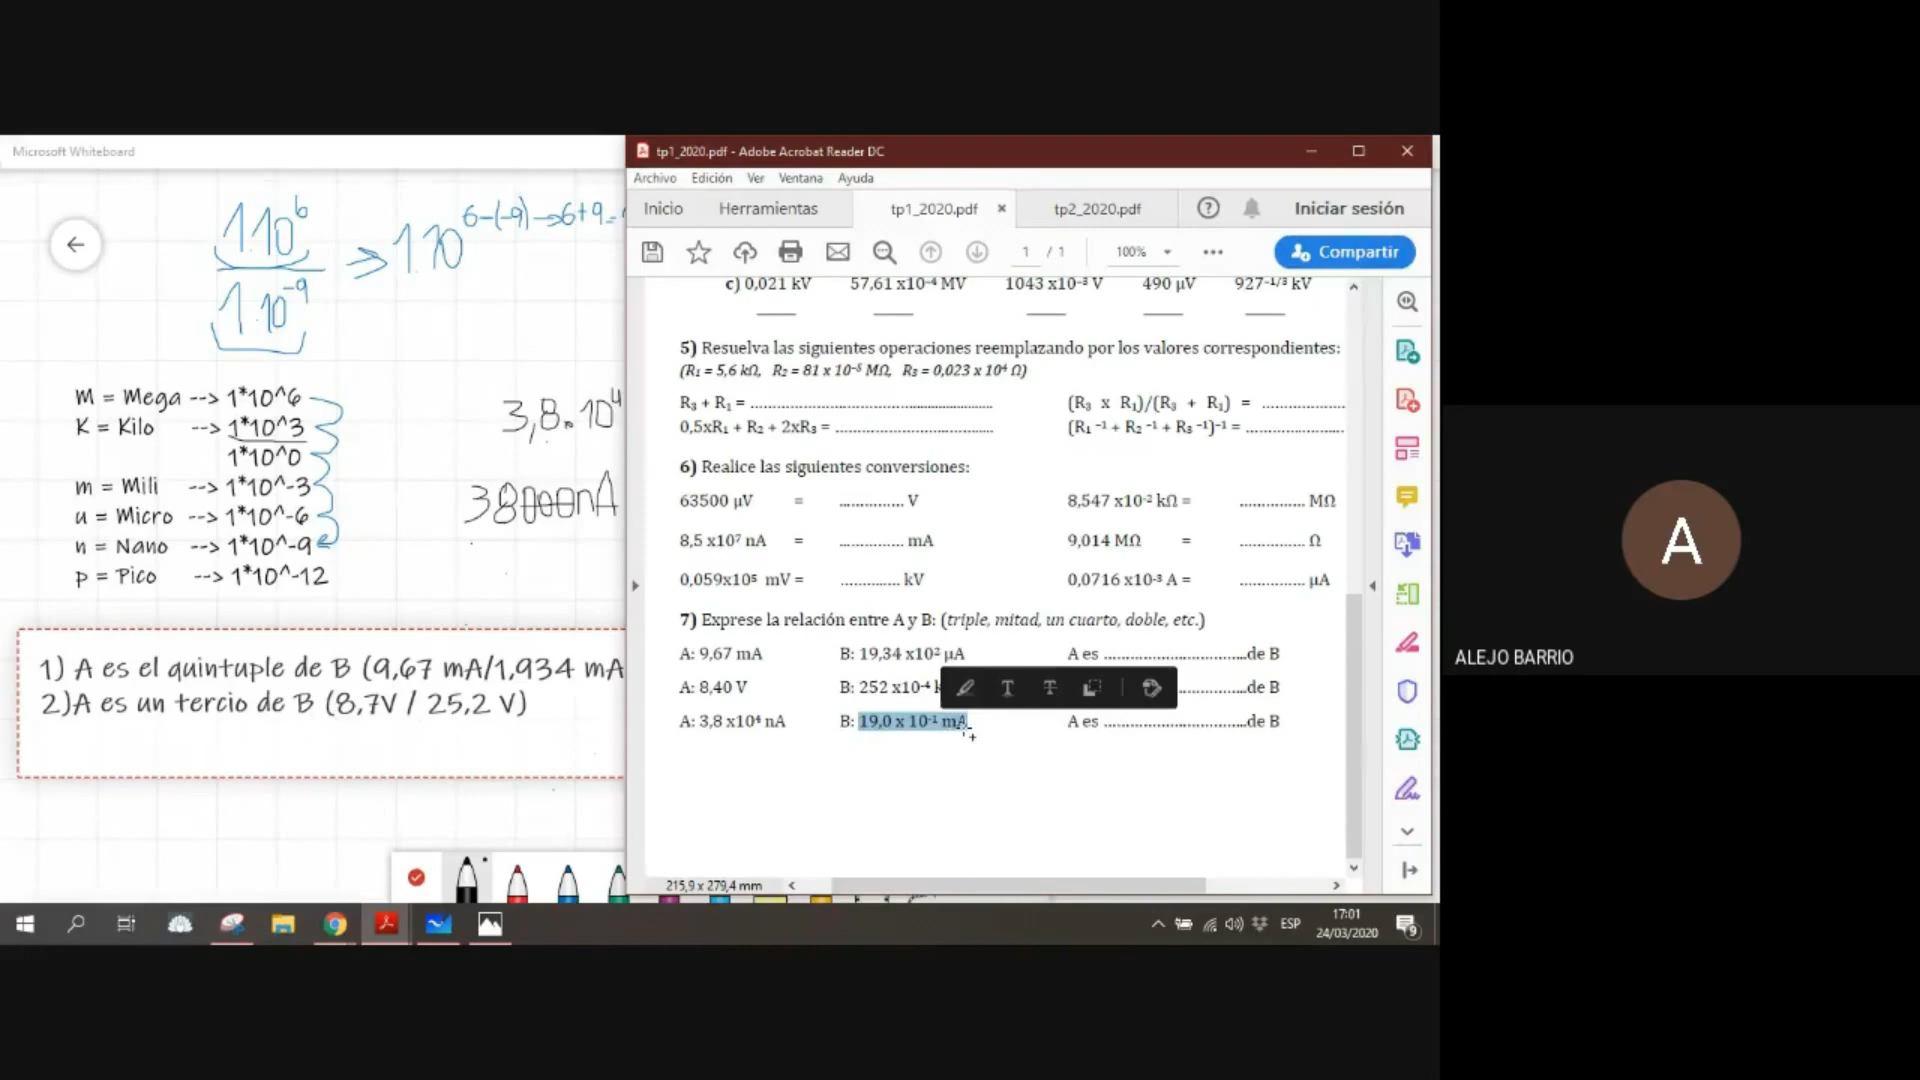 Microsoft Whiteboard
1.10^6
1.10^-9
1.10^6-(-9)→6+9=
M = Mega --> 1*10^6
K = Kilo --> 1*10^3
1*10^0
m = Mili --> 1*10^-3
u = Micro --> 1*10^-6
n = Nano --> 1*10^-9
p = Pico --> 1*10^-12
3,8.10^4
38000nA
1) A es el quintuple de B (9,67 mA/1,934 mA
2)A es un tercio de B (8,7V / 25,2 V)
tp1_2020.pdf - Adobe Acrobat Reader DC
Archivo Edición Ver Ventana Ayuda
Inicio Herramientas tp1_2020.pdf tp2_2020.pdf Iniciar sesión
1 / 1 100% Compartir
c) 0,021 kV 57,61 x10⁻⁴ MV 1043 x10⁻³ V 490 µV 927⁻¹/³ kV
5) Resuelva las siguientes operaciones reemplazando por los valores correspondientes:
(R₁ = 5,6 kΩ, R₂ = 81 x 10⁻⁵ MΩ, R₃ = 0,023 x 10⁴ Ω)
R₃ + R₁ = ........................................................ (R₃ x R₁)/(R₃ + R₁) = ...................
0,5xR₁ + R₂ + 2xR₃ = .................................... (R₁ ⁻¹ + R₂ ⁻¹ + R₃ ⁻¹)⁻¹ = ......................
6) Realice las siguientes conversiones:
63500 µV = .............. V 8,547 x10⁻² kΩ = .............. MΩ
8,5 x10⁷ nA = .............. mA 9,014 MΩ = .............. Ω
0,059x10⁵ mV = ............. kV 0,0716 x10⁻³ A = .............. µA
7) Exprese la relación entre A y B: (triple, mitad, un cuarto, doble, etc.)
A: 9,67 mA B: 19,34 x10² µA A es ................................de B
A: 8,40 V B: 252 x10⁻⁴ k ...............de B
A: 3,8 x10⁴ nA B: 19,0 x 10⁻¹ mA A es ................................de B
215,9 x 279,4 mm
ESP
17:01
24/03/2020
9
A
ALEJO BARRIO